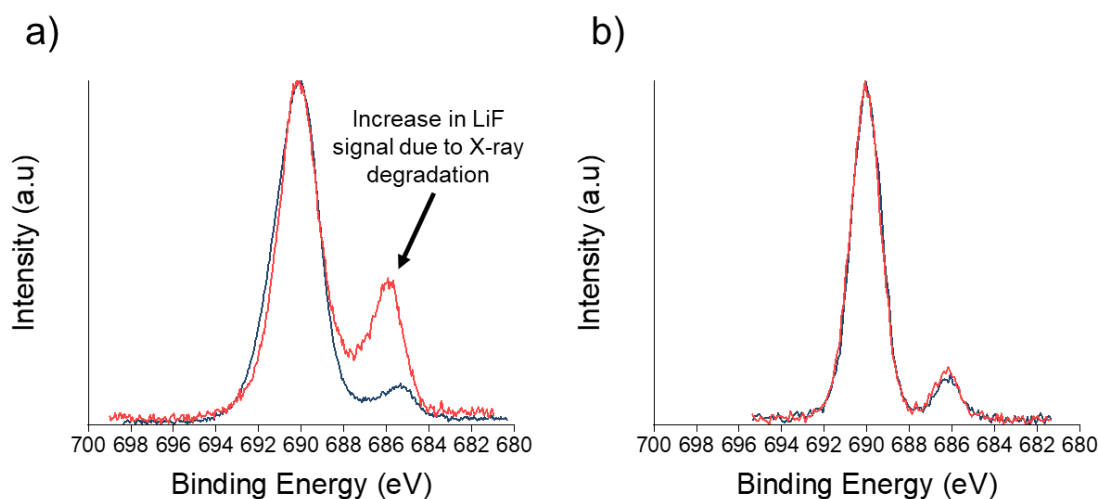 a)
b)
Increase in LiF
signal due to X-ray
degradation
Intensity (a.u)
700 698 696 694 692 690 688 686 684 682 680
Binding Energy (eV)
Intensity (a.u)
700 698 696 694 692 690 688 686 684 682 680
Binding Energy (eV)